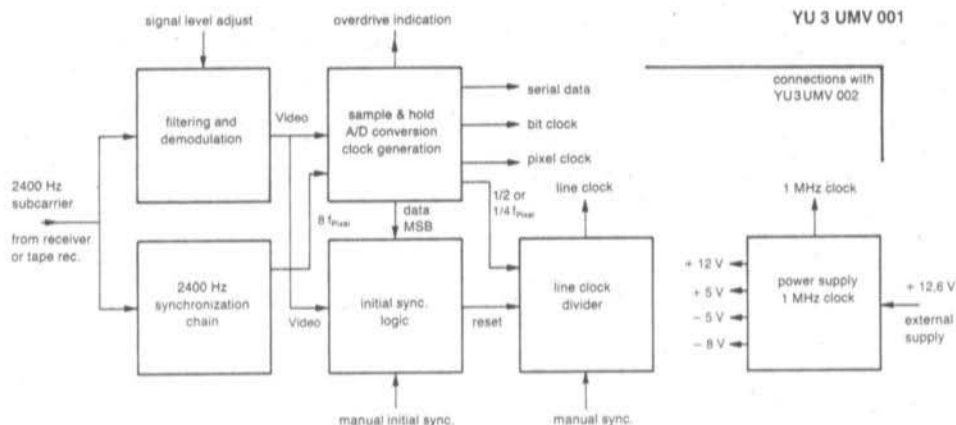 YU 3 UMV 001
signal level adjust
overdrive indication
connections with
YU3UMV 002
filtering and
demodulation
Video
sample & hold
A/D conversion
clock generation
serial data
bit clock
pixel clock
2400 Hz
subcarrier
from receiver
or tape rec.
8 fPixel
data
MSB
1/2 or
1/4 fPixel
line clock
1 MHz clock
2400 Hz
synchronization
chain
Video
initial sync.
logic
reset
line clock
divider
+ 12 V
+ 5 V
– 5 V
– 8 V
power supply
1 MHz clock
+ 12,6 V
external
supply
manual initial sync.
manual sync.